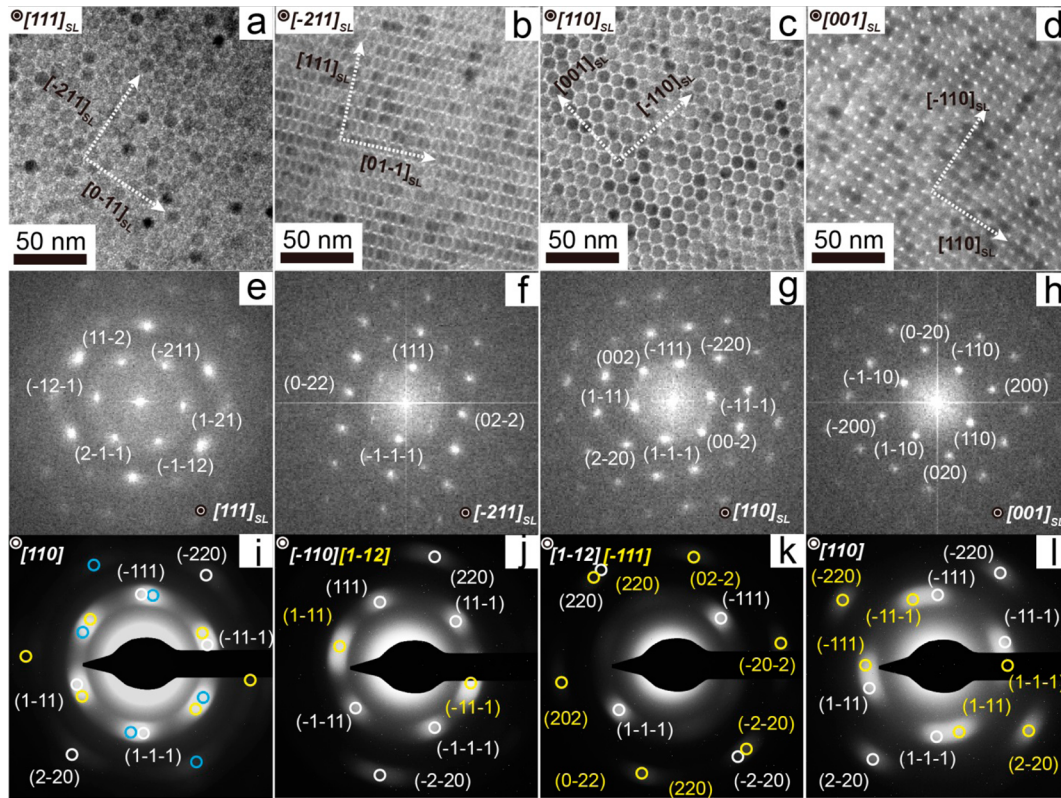 [111]SL
a
[-211]SL
[0-11]SL
50 nm
[-211]SL
b
[111]SL
[01-1]SL
50 nm
[110]SL
c
[001]SL
[-110]SL
50 nm
[001]SL
d
[-110]SL
[110]SL
50 nm
e
(11-2)
(-211)
(-12-1)
(1-21)
(2-1-1)
(-1-12)
[111]SL
f
(111)
(0-22)
(02-2)
(-1-1-1)
[-211]SL
g
(-111)
(-220)
(002)
(1-11)
(-11-1)
(2-20)
(1-1-1)
(00-2)
[110]SL
h
(0-20)
(-110)
(-1-10)
(200)
(-200)
(1-10)
(110)
(020)
[001]SL
[110]
i
(-220)
(-111)
(-11-1)
(1-11)
(1-1-1)
(2-20)
[-110][1-12]
j
(111)
(220)
(11-1)
(1-11)
(-11-1)
(-1-11)
(-1-1-1)
(-2-20)
[1-12][-111]
k
(02-2)
(220)
(220)
(-111)
(-20-2)
(202)
(1-1-1)
(-2-20)
(0-22)
(220)
(-2-20)
[110]
l
(-220)
(-220)
(-111)
(-11-1)
(-11-1)
(-111)
(1-11)
(1-1-1)
(1-11)
(1-1-1)
(2-20)
(2-20)